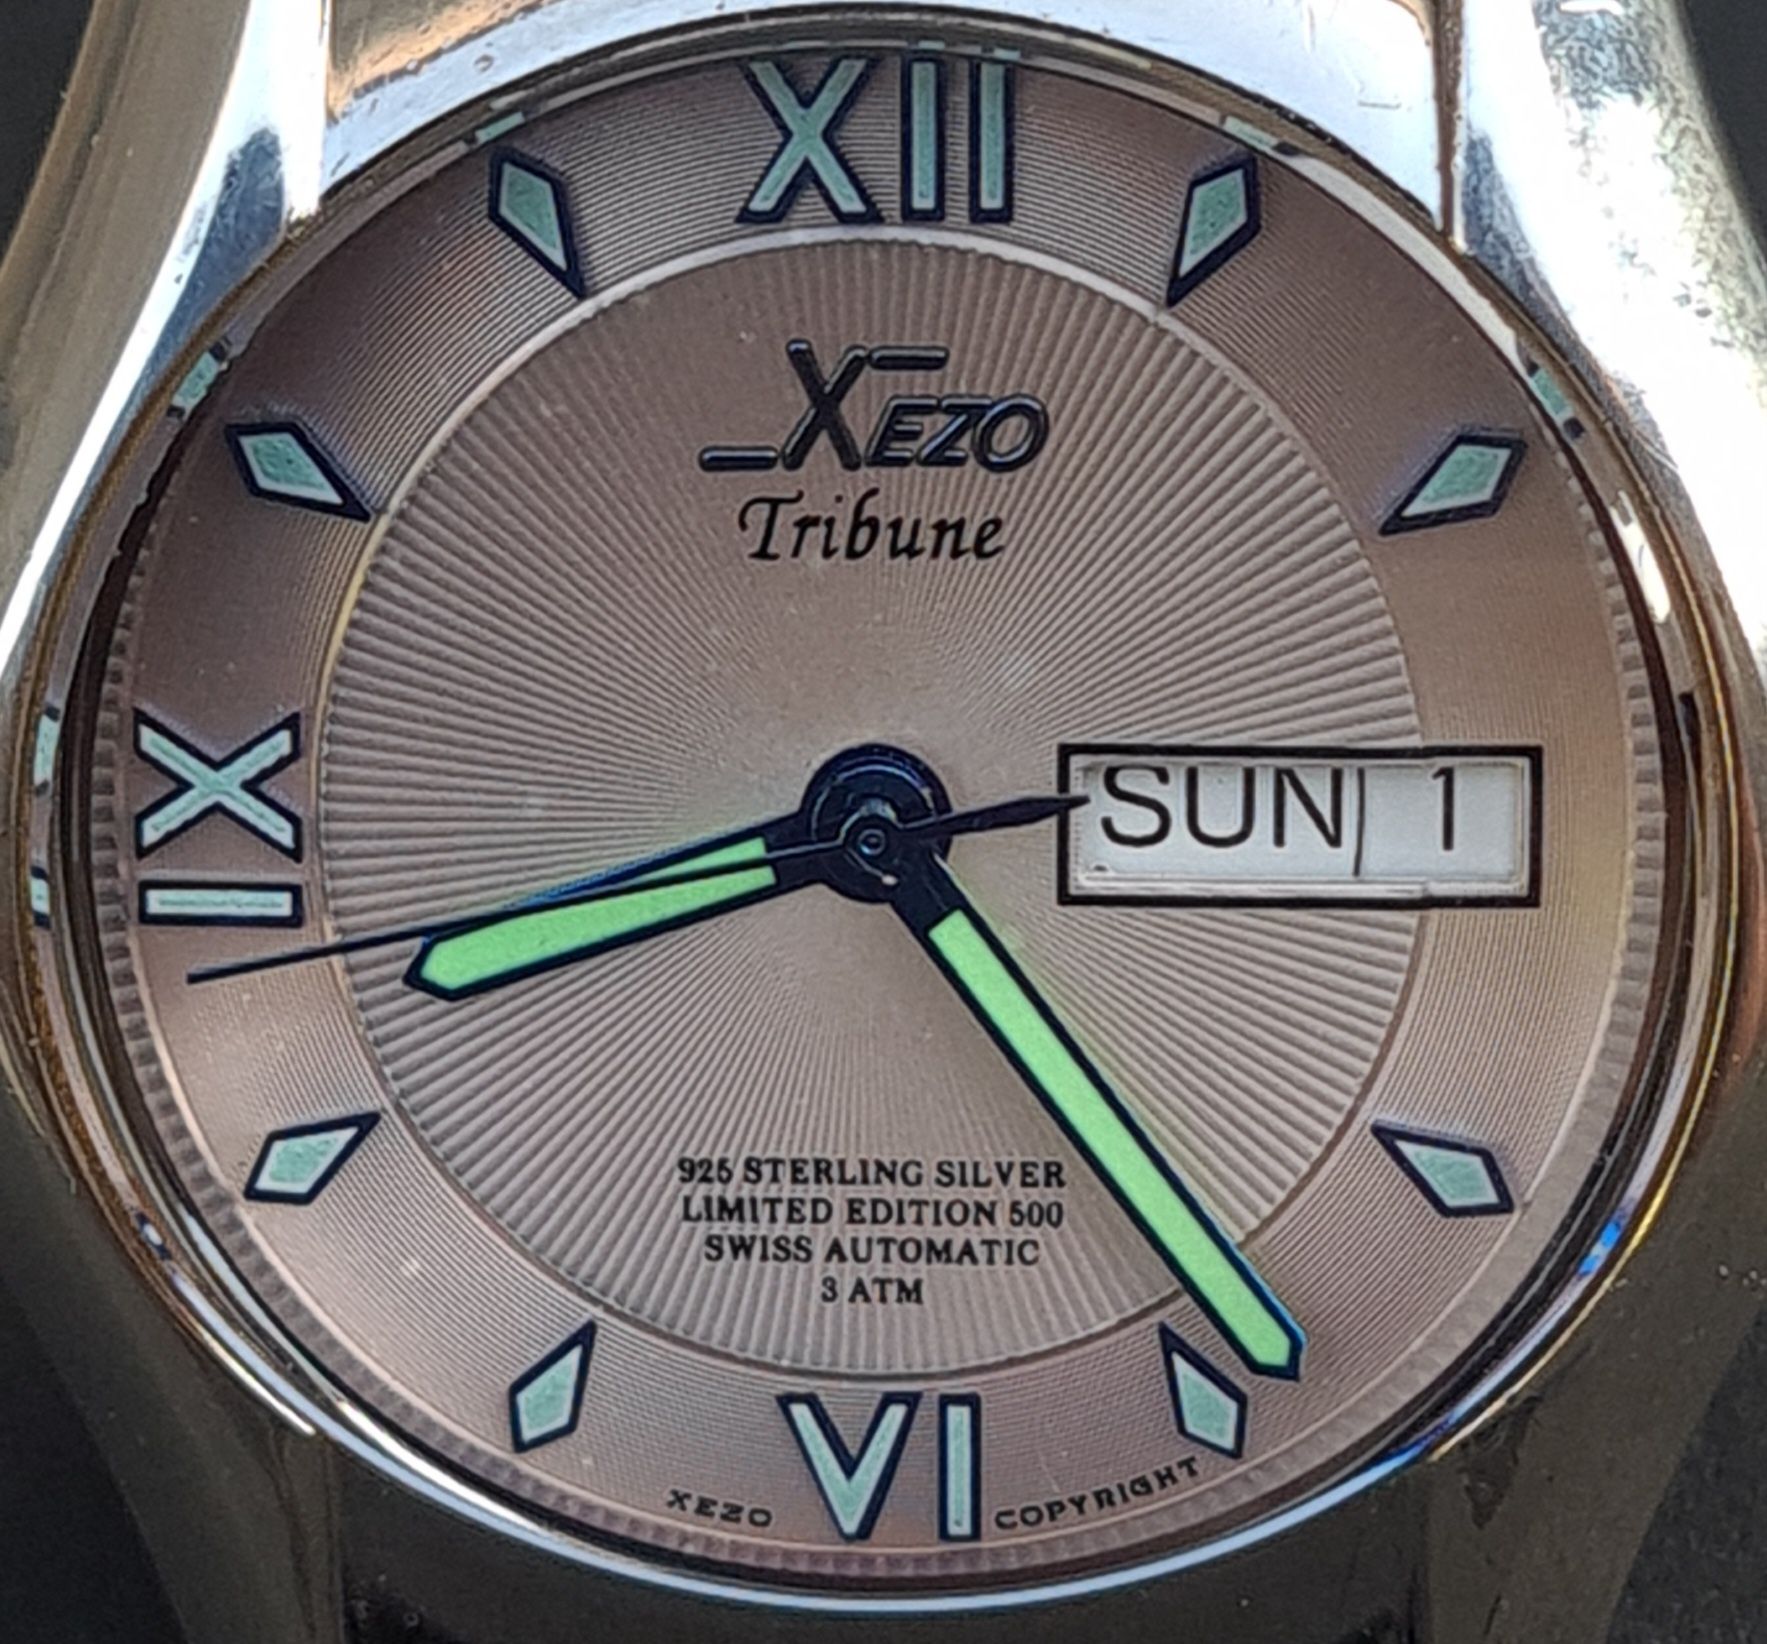 XII
XEZO
Tribune
IX
SUN 1
925 STERLING SILVER
LIMITED EDITION 500
SWISS AUTOMATIC
3 ATM
VI
XEZO COPYRIGHT